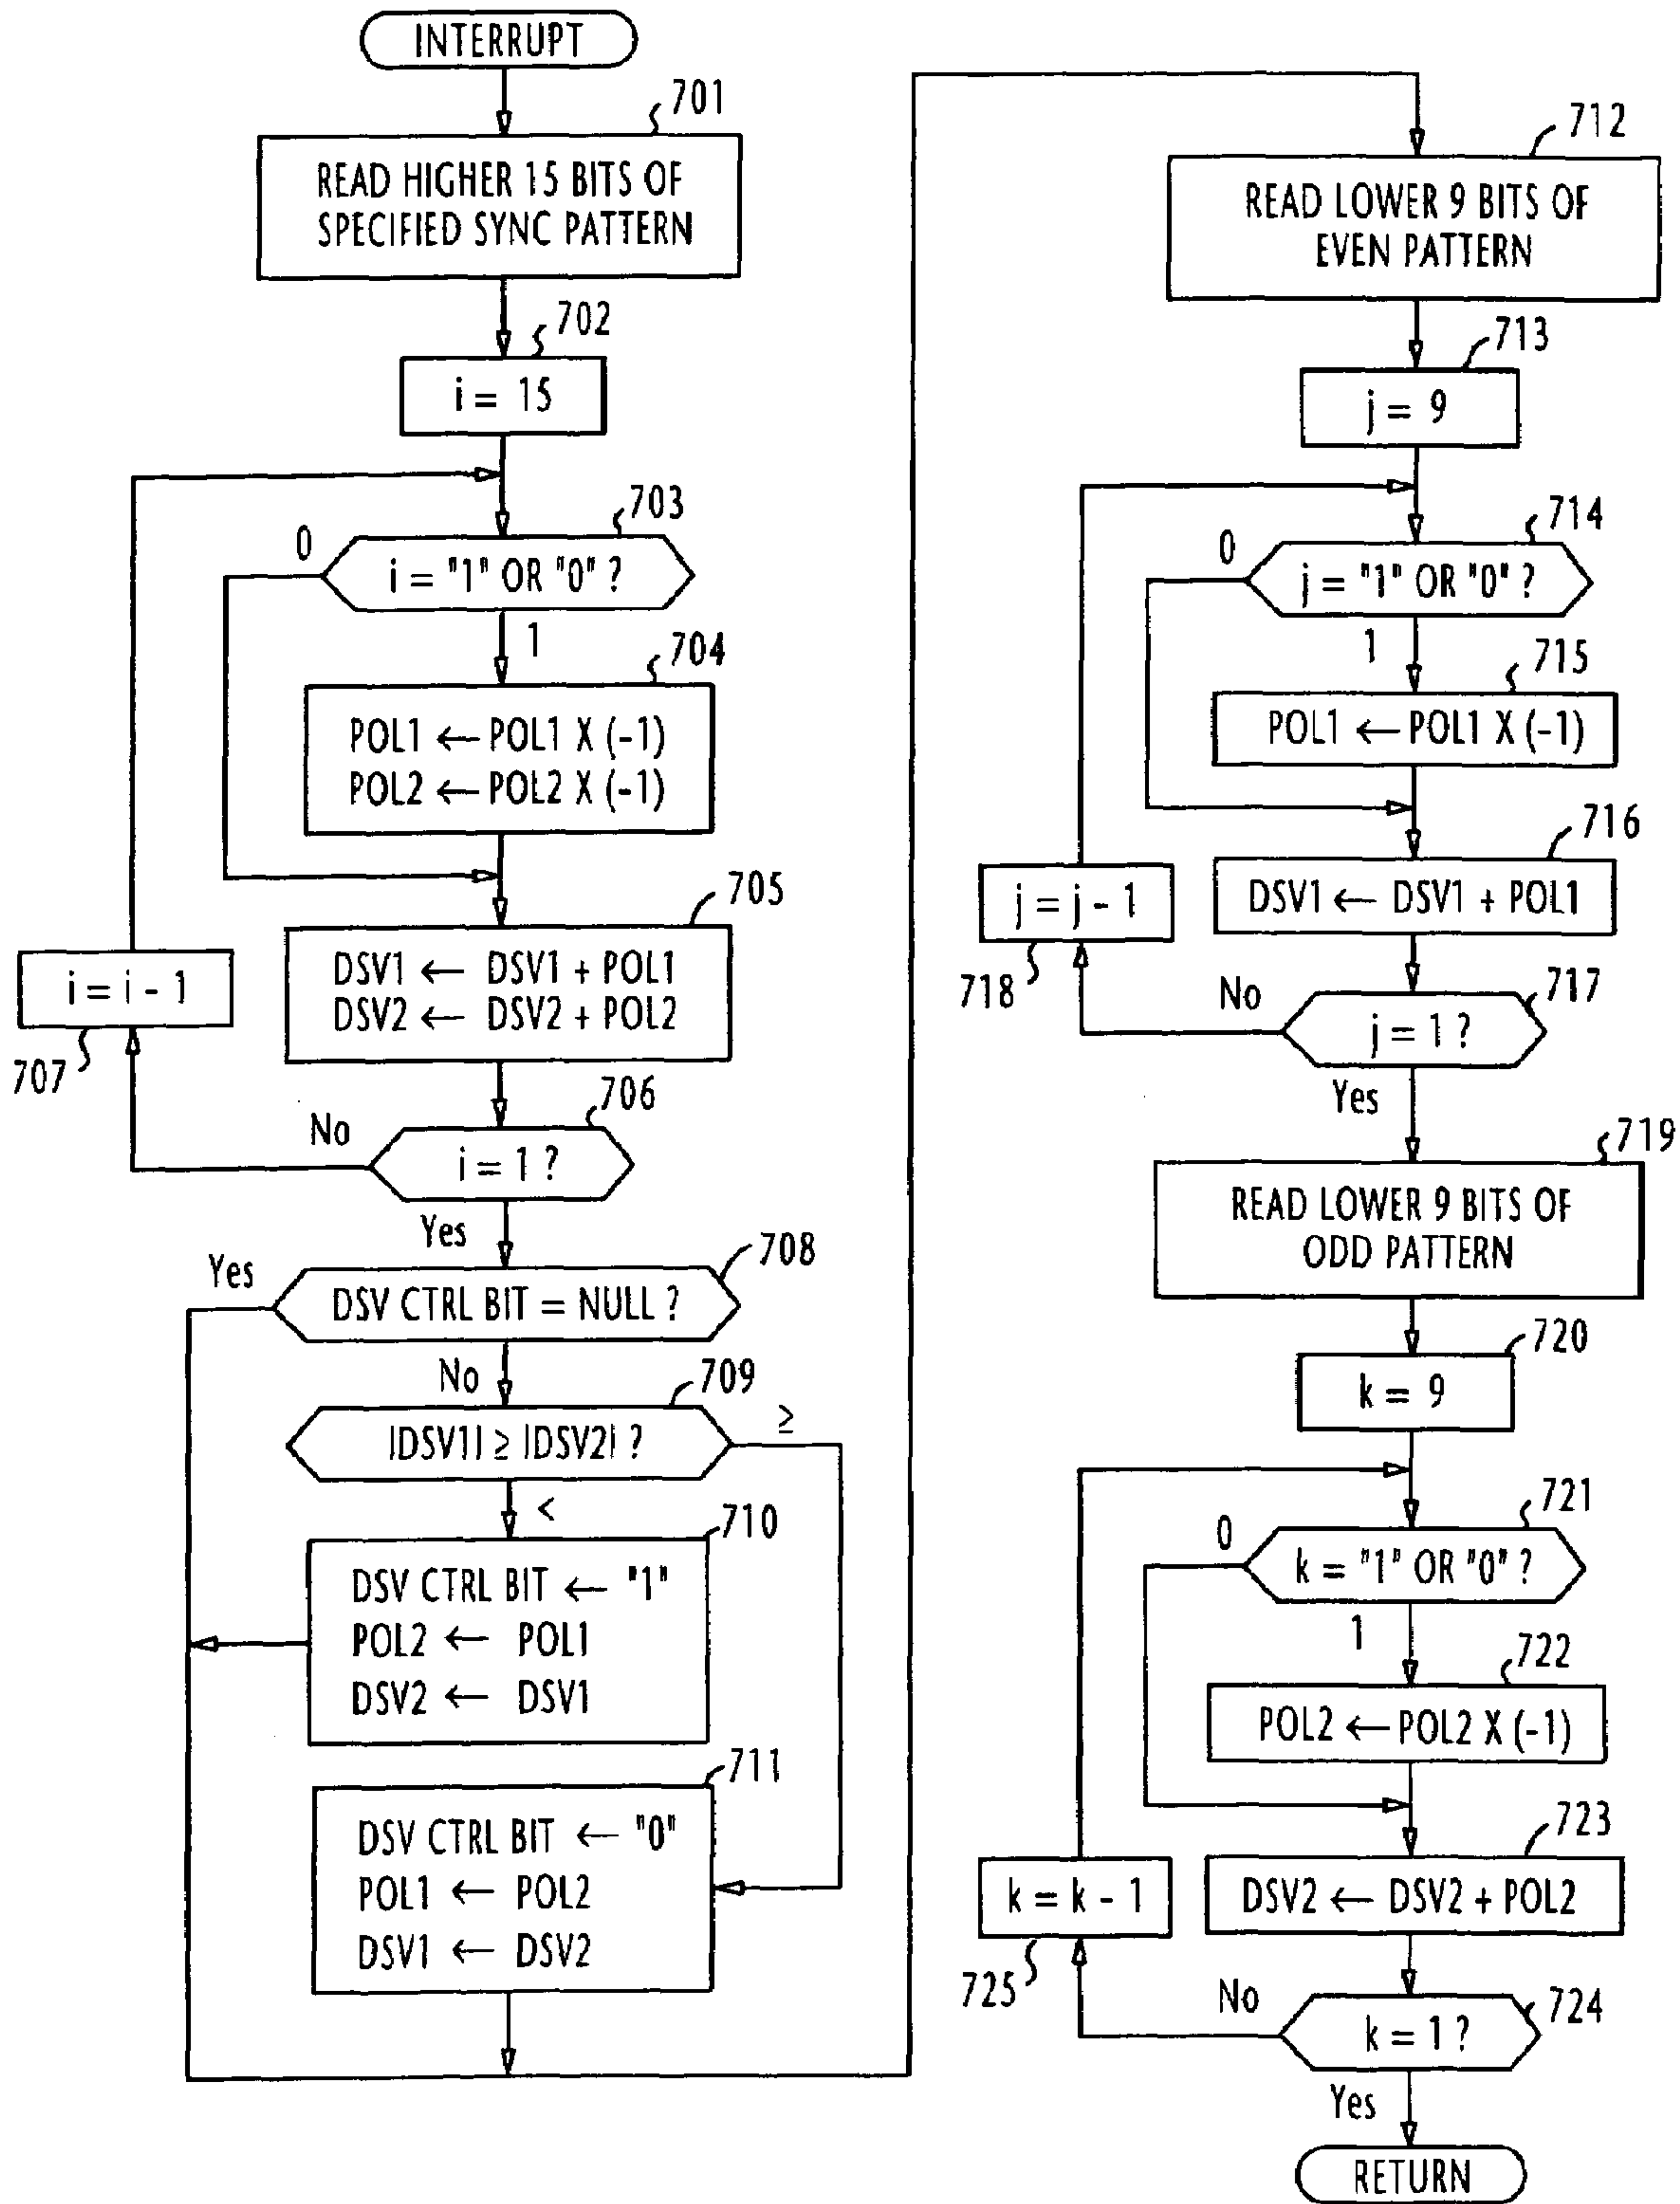 INTERRUPT
701
READ HIGHER 15 BITS OF
SPECIFIED SYNC PATTERN
702
i = 15
703
0
i = "1" OR "0" ?
1
704
POL1 ← POL1 X (-1)
POL2 ← POL2 X (-1)
705
DSV1 ← DSV1 + POL1
DSV2 ← DSV2 + POL2
i = i - 1
707
706
No
i = 1 ?
Yes
708
Yes
DSV CTRL BIT = NULL ?
No
709
|DSV1| ≥ |DSV2| ?
≥
<
710
DSV CTRL BIT ← "1"
POL2 ← POL1
DSV2 ← DSV1
711
DSV CTRL BIT ← "0"
POL1 ← POL2
DSV1 ← DSV2
712
READ LOWER 9 BITS OF
EVEN PATTERN
713
j = 9
714
0
j = "1" OR "0" ?
1
715
POL1 ← POL1 X (-1)
716
DSV1 ← DSV1 + POL1
j = j - 1
718
717
No
j = 1 ?
Yes
719
READ LOWER 9 BITS OF
ODD PATTERN
720
k = 9
721
0
k = "1" OR "0" ?
1
722
POL2 ← POL2 X (-1)
723
DSV2 ← DSV2 + POL2
k = k - 1
725
724
No
k = 1 ?
Yes
RETURN